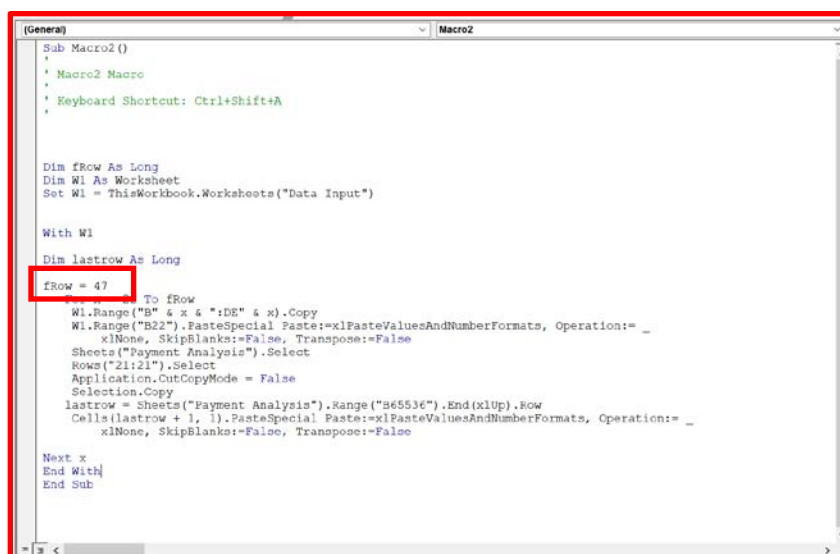 (General)
Macro2
Sub Macro2()
'
' Macro2 Macro
'
' Keyboard Shortcut: Ctrl+Shift+A
'
Dim fRow As Long
Dim W1 As Worksheet
Set W1 = ThisWorkbook.Worksheets("Data Input")
With W1
Dim lastrow As Long
fRow = 47
To fRow
W1.Range("B" & x & ":DE" & x).Copy
W1.Range("B22").PasteSpecial Paste:=xlPasteValuesAndNumberFormats, Operation:= _
xlNone, SkipBlanks:=False, Transpose:=False
Sheets("Payment Analysis").Select
Rows("21:21").Select
Application.CutCopyMode = False
Selection.Copy
lastrow = Sheets("Payment Analysis").Range("B65536").End(xlUp).Row
Cells(lastrow + 1, 1).PasteSpecial Paste:=xlPasteValuesAndNumberFormats, Operation:= _
xlNone, SkipBlanks:=False, Transpose:=False
Next x
End With
End Sub